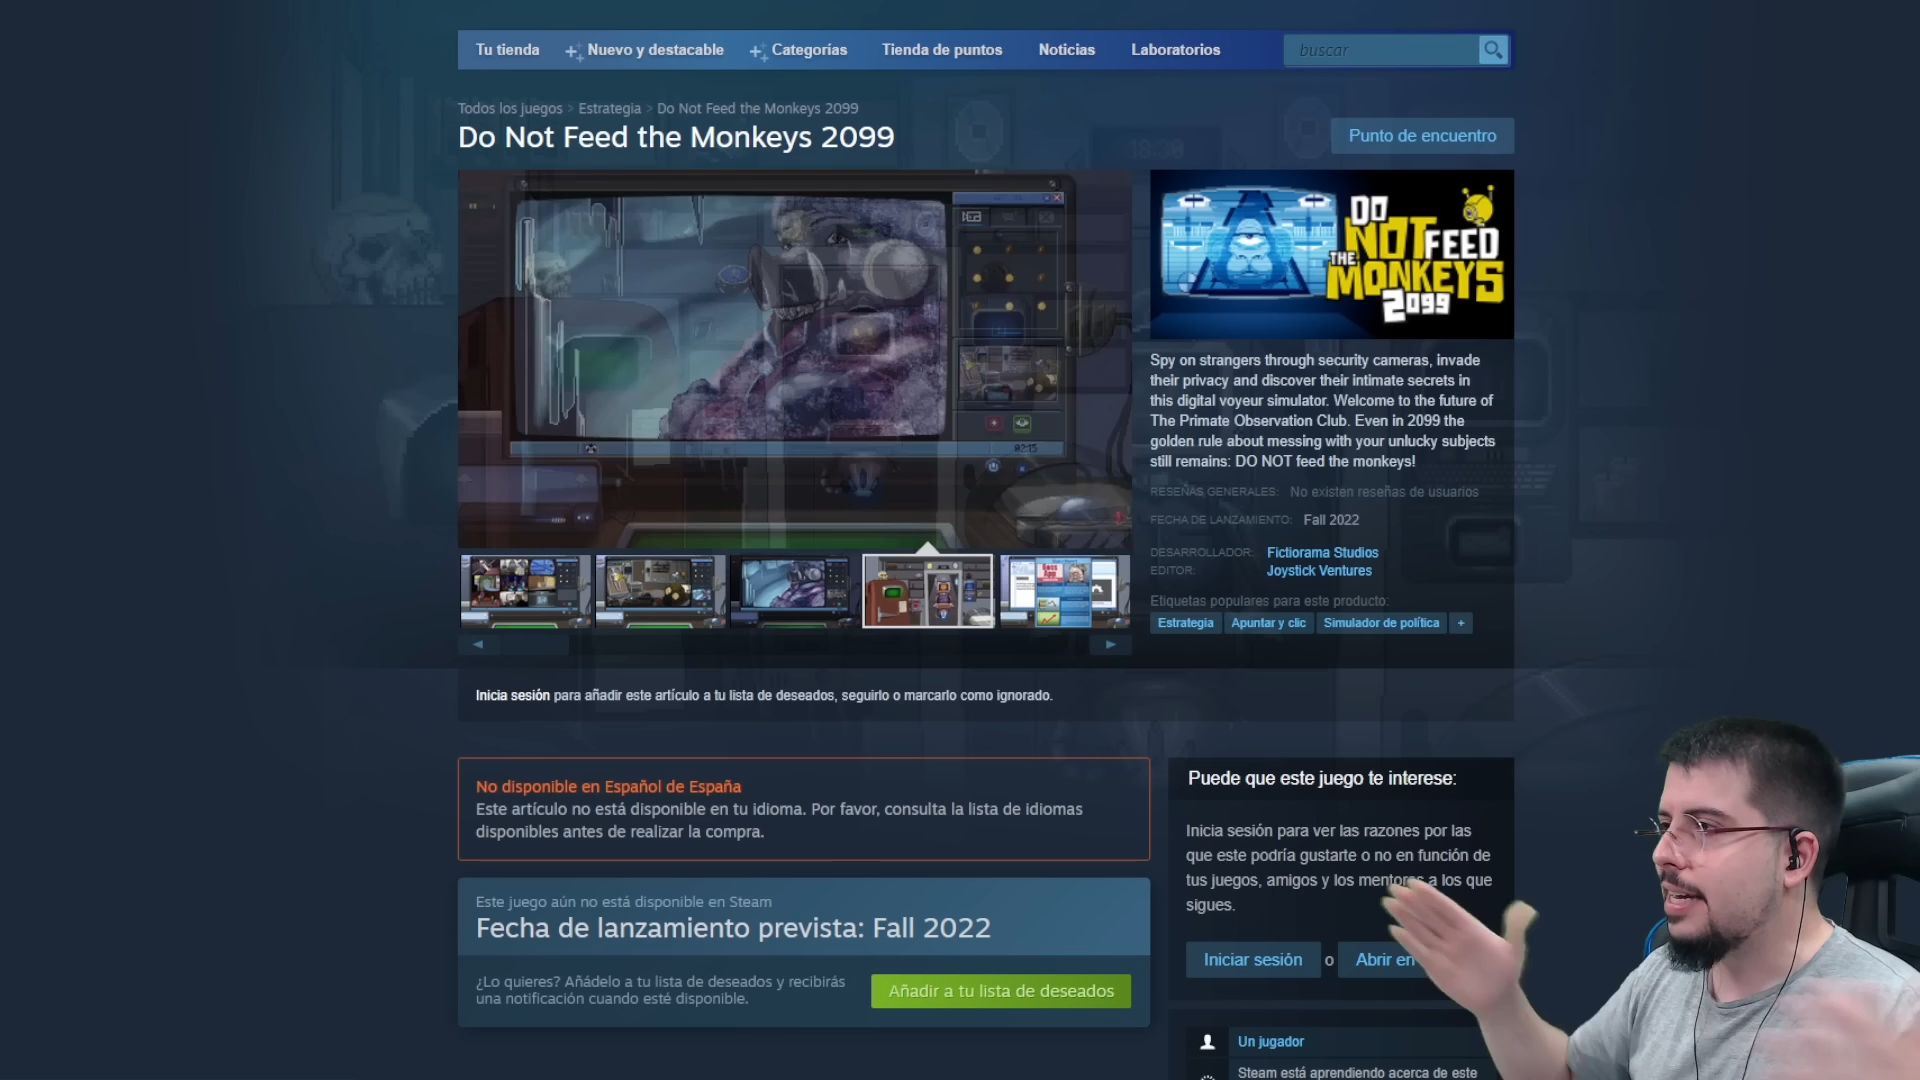 Tu tienda
Nuevo y destacable
Categorías
Tienda de puntos
Noticias
Laboratorios
buscar
Todos los juegos > Estrategia > Do Not Feed the Monkeys 2099
Do Not Feed the Monkeys 2099
Punto de encuentro
18:30
DO
NOT FEED
THE
MONKEYS
2099
Spy on strangers through security cameras, invade
their privacy and discover their intimate secrets in
this digital voyeur simulator. Welcome to the future of
The Primate Observation Club. Even in 2099 the
golden rule about messing with your unlucky subjects
still remains: DO NOT feed the monkeys!
02:15
RESEÑAS GENERALES: No existen reseñas de usuarios
FECHA DE LANZAMIENTO: Fall 2022
DESARROLLADOR: Fictiorama Studios
EDITOR: Joystick Ventures
Etiquetas populares para este producto:
Estrategia
Apuntar y clic
Simulador de política
+
Inicia sesión para añadir este artículo a tu lista de deseados, seguirlo o marcarlo como ignorado.
No disponible en Español de España
Este artículo no está disponible en tu idioma. Por favor, consulta la lista de idiomas
disponibles antes de realizar la compra.
Este juego aún no está disponible en Steam
Fecha de lanzamiento prevista: Fall 2022
¿Lo quieres? Añádelo a tu lista de deseados y recibirás
una notificación cuando esté disponible.
Añadir a tu lista de deseados
Puede que este juego te interese:
Inicia sesión para ver las razones por las
que este podría gustarte o no en función de
tus juegos, amigos y los mentores a los que
sigues.
Iniciar sesión
o
Abrir en
Un jugador
Steam está aprendiendo acerca de este